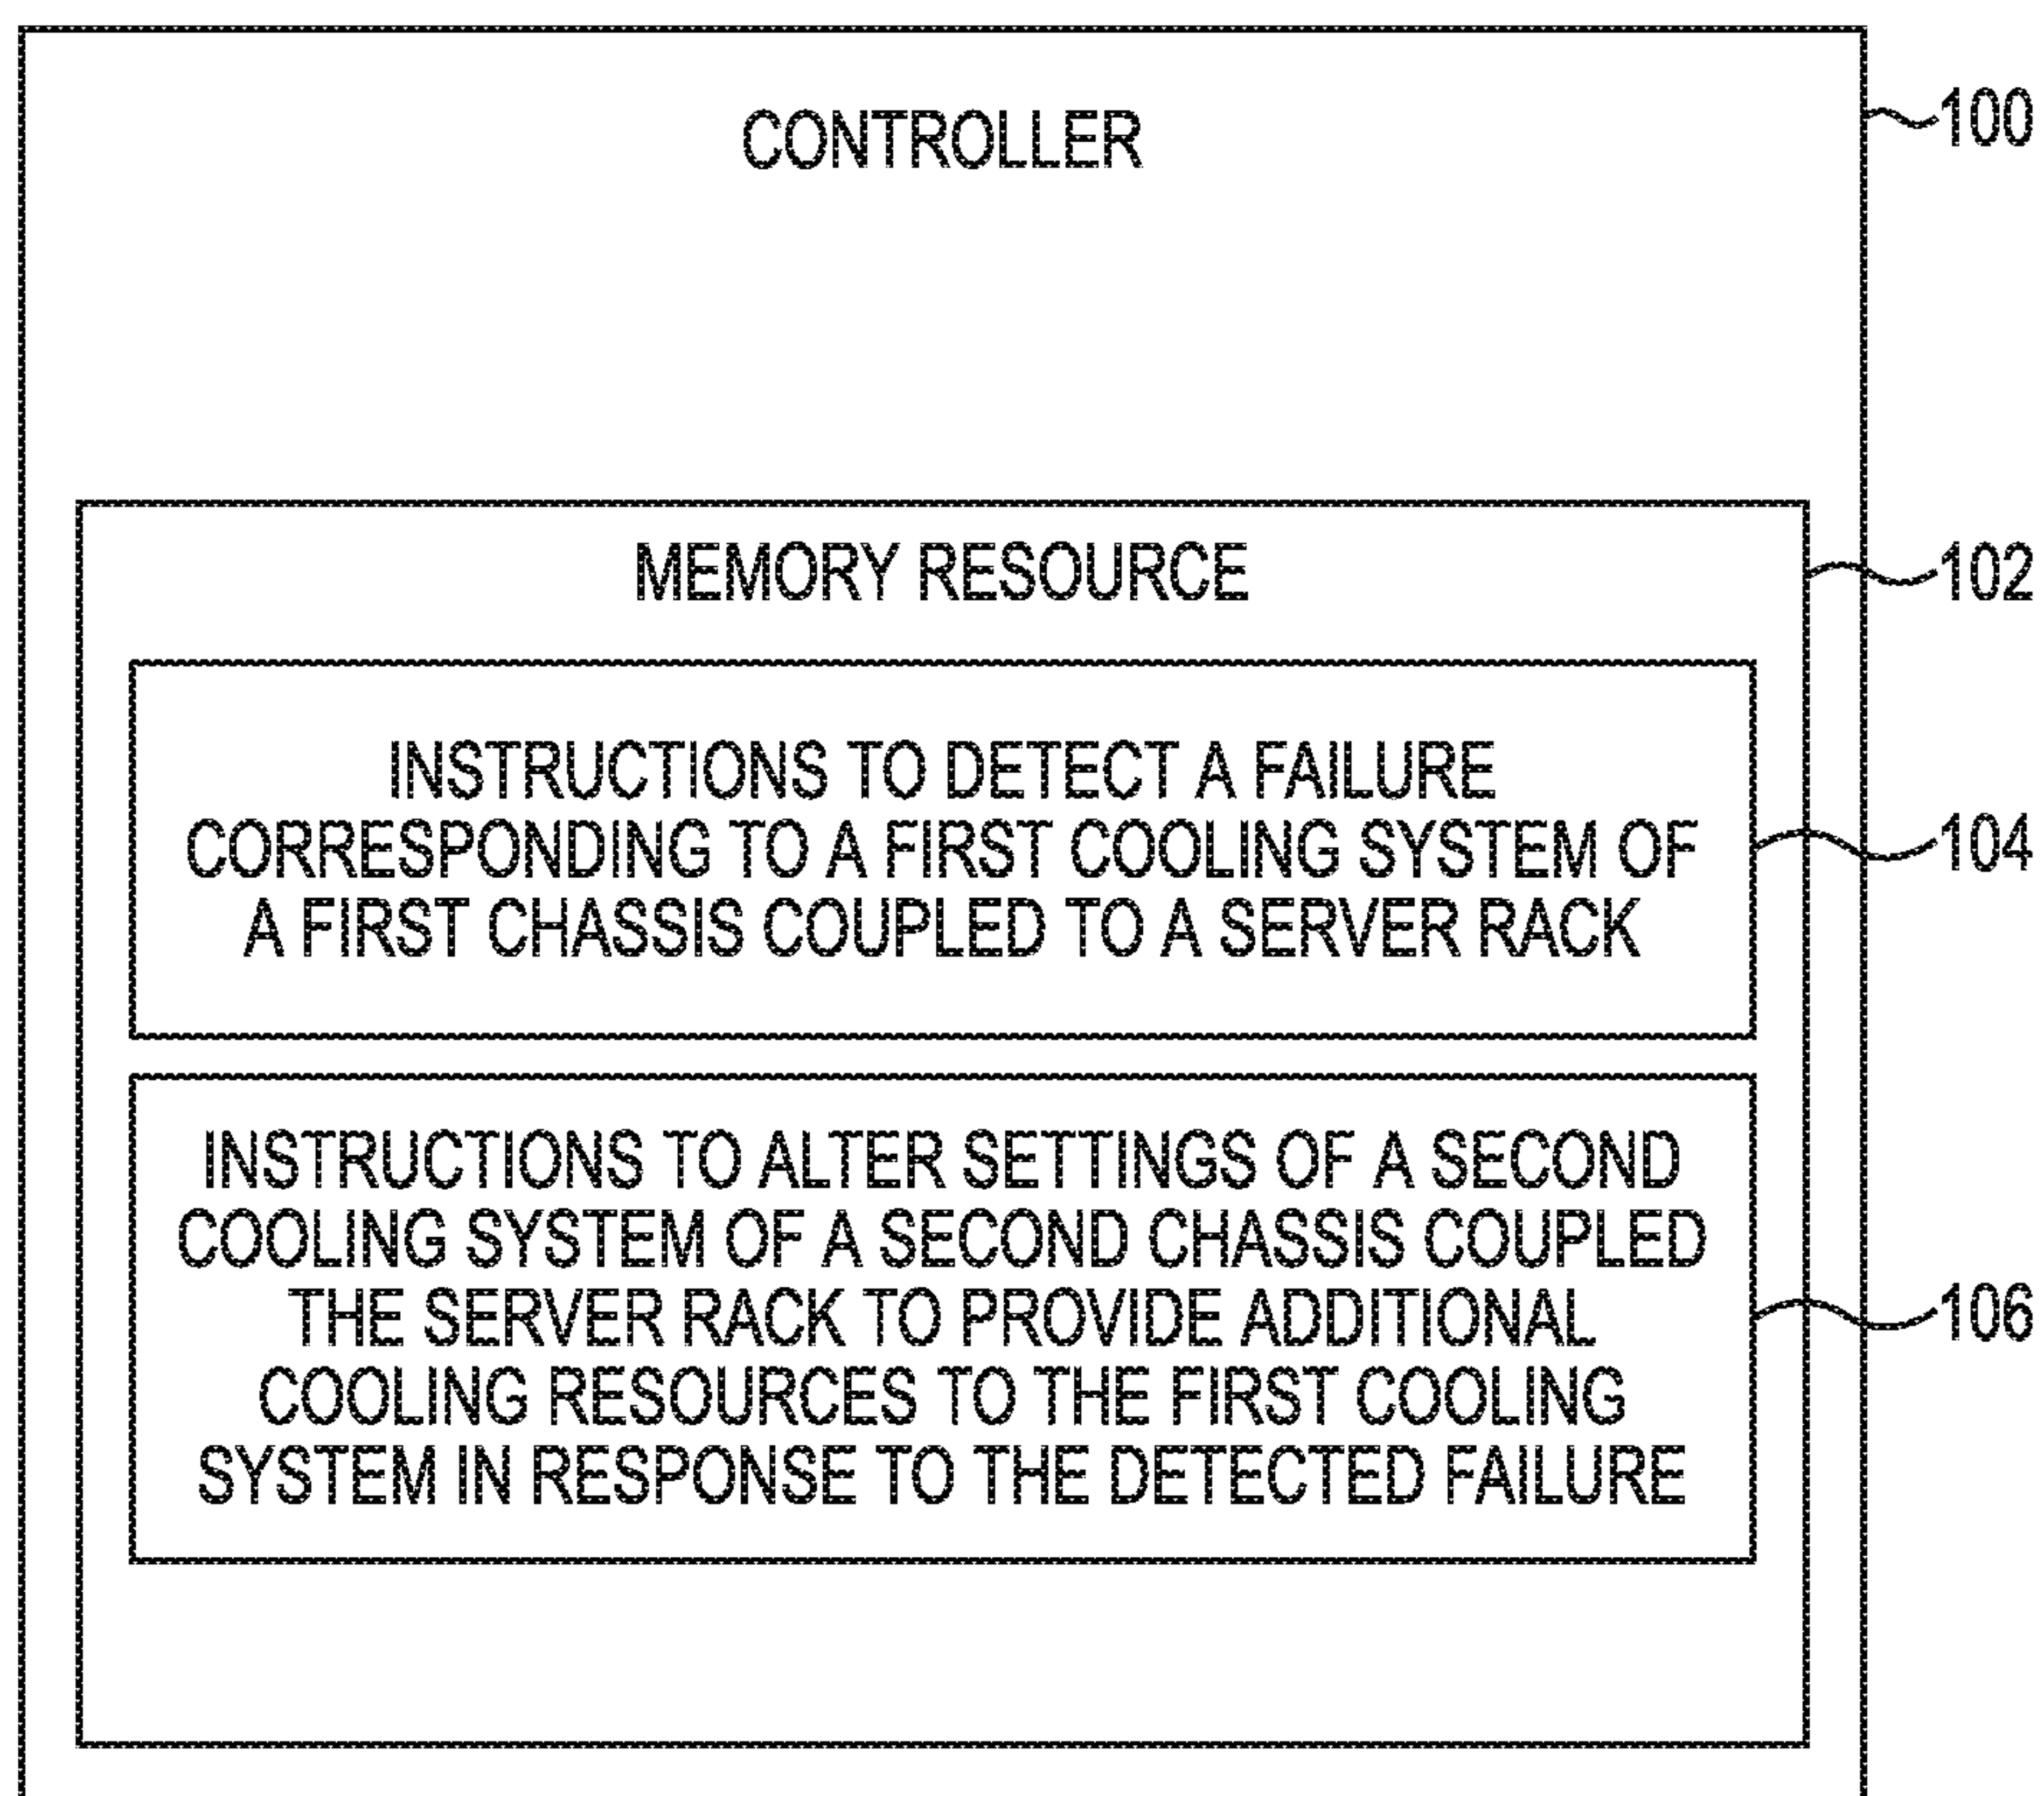 CONTROLLER
100
MEMORY RESOURCE
102
INSTRUCTIONS TO DETECT A FAILURE
CORRESPONDING TO A FIRST COOLING SYSTEM OF
A FIRST CHASSIS COUPLED TO A SERVER RACK
104
INSTRUCTIONS TO ALTER SETTINGS OF A SECOND
COOLING SYSTEM OF A SECOND CHASSIS COUPLED
THE SERVER RACK TO PROVIDE ADDITIONAL
COOLING RESOURCES TO THE FIRST COOLING
SYSTEM IN RESPONSE TO THE DETECTED FAILURE
106